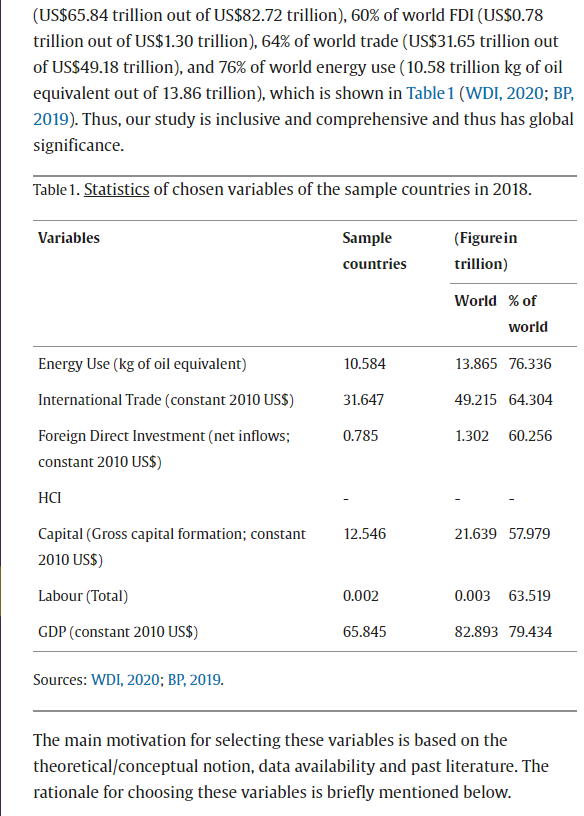 (US$65.84 trillion out of US$82.72 trillion), 60% of world FDI (US$0.78
trillion out of US$1.30 trillion), 64% of world trade (US$31.65 trillion out
of US$49.18 trillion), and 76% of world energy use (10.58 trillion kg of oil
equivalent out of 13.86 trillion), which is shown in Table 1 (WDI, 2020; BP,
2019). Thus, our study is inclusive and comprehensive and thus has global
significance.
Table 1. Statistics of chosen variables of the sample countries in 2018.
Variables Sample countries (Figure in trillion)
World % of world
Energy Use (kg of oil equivalent) 10.584 13.865 76.336
International Trade (constant 2010 US$) 31.647 49.215 64.304
Foreign Direct Investment (net inflows; constant 2010 US$) 0.785 1.302 60.256
HCI - - -
Capital (Gross capital formation; constant 2010 US$) 12.546 21.639 57.979
Labour (Total) 0.002 0.003 63.519
GDP (constant 2010 US$) 65.845 82.893 79.434
Sources: WDI, 2020; BP, 2019.
The main motivation for selecting these variables is based on the
theoretical/conceptual notion, data availability and past literature. The
rationale for choosing these variables is briefly mentioned below.